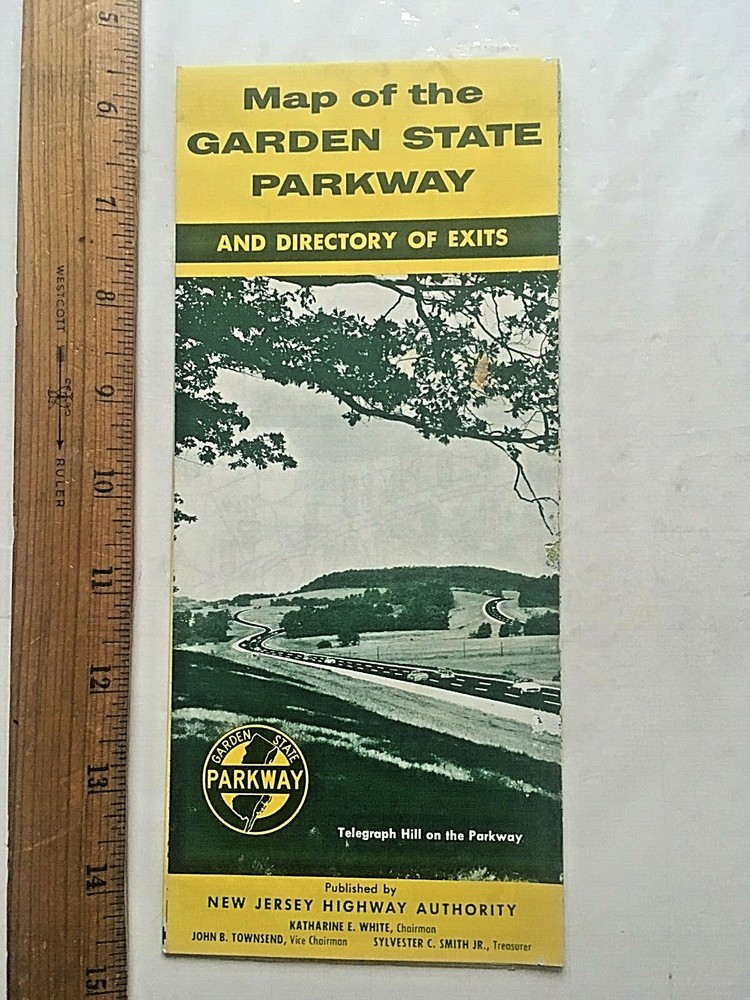 Map of the
GARDEN STATE
PARKWAY
AND DIRECTORY OF EXITS
GARDEN STATE
PARKWAY
Telegraph Hill on the Parkway
Published by
NEW JERSEY HIGHWAY AUTHORITY
KATHARINE E. WHITE, Chairman
JOHN B. TOWNSEND, Vice Chairman SYLVESTER C. SMITH JR., Treasurer
5
6
7
8
9
10
11
12
13
14
15
WESTCOTT RULER